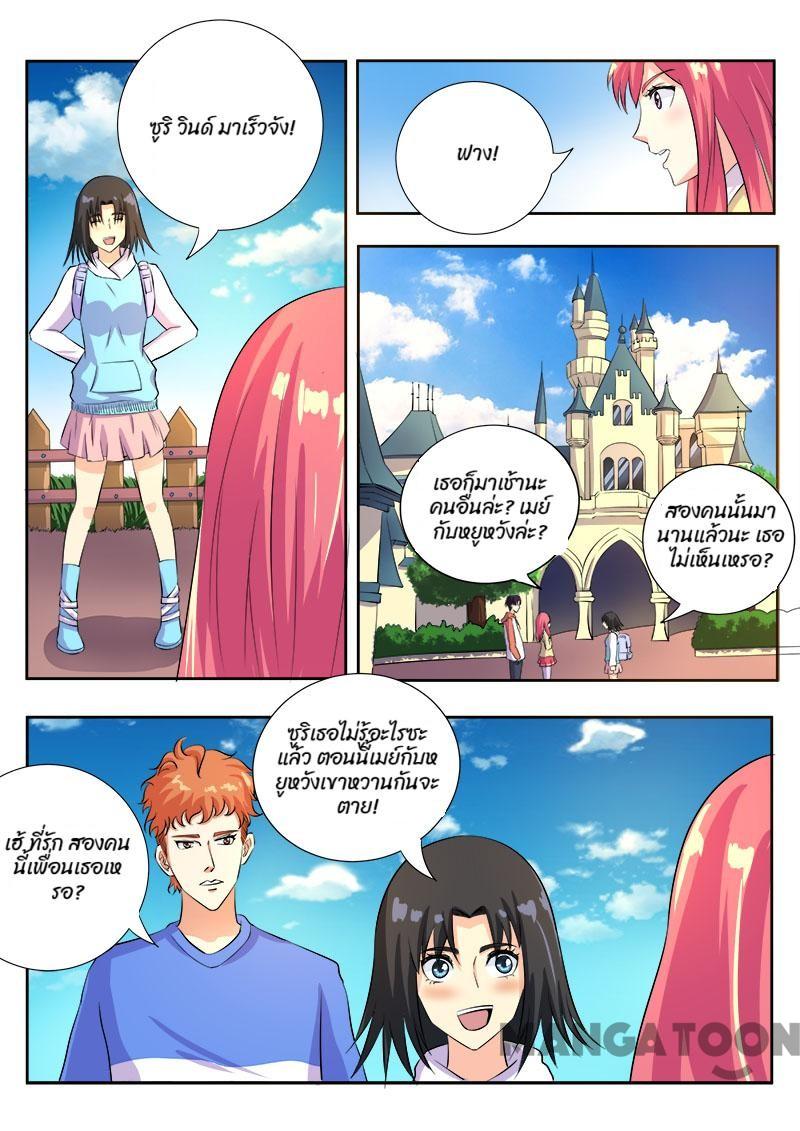 ซูริ วินด์ มาเร็วจัง!
ฟาง!
เธอก็มาเช้านะ
คนอื่นล่ะ? เมย์
กับหยูหวังล่ะ?
สองคนนั้นมา
นานแล้วนะ เธอ
ไม่เห็นเหรอ?
ซูริเธอไม่รู้อะไรซะ
แล้ว ตอนนี้เมย์กับห
ยูหวังเขาหวานกันจะ
ตาย!
เฮ้ ที่รัก สองคน
นี้เพื่อนเธอเห
รอ?
MANGATOON